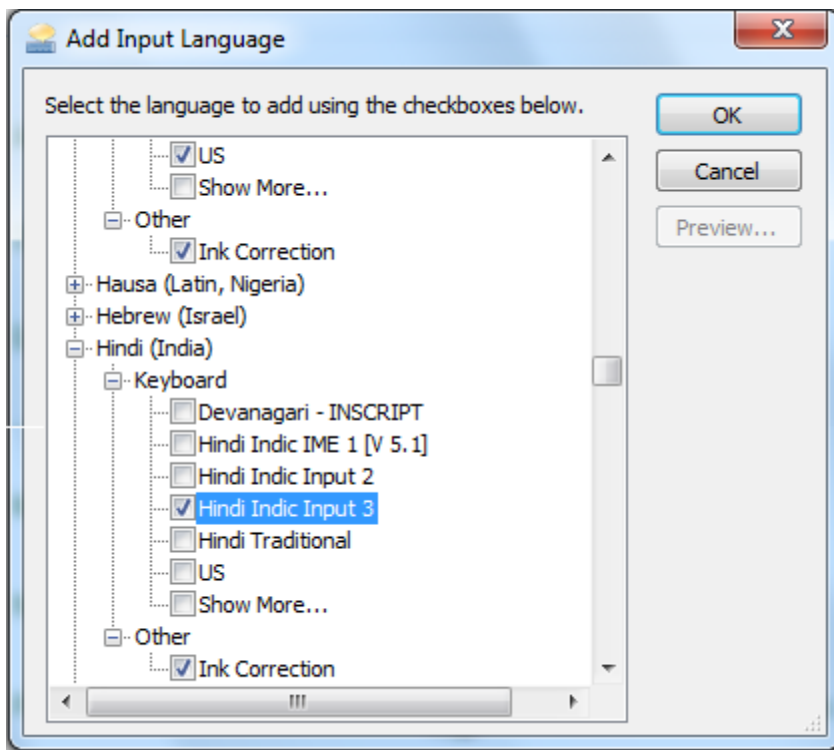 Add Input Language
Select the language to add using the checkboxes below.
OK
US
Cancel
Show More...
Other
Preview...
Ink Correction
Hausa (Latin, Nigeria)
Hebrew (Israel)
Hindi (India)
Keyboard
Devanagari - INSCRIPT
Hindi Indic IME 1 [V 5.1]
Hindi Indic Input 2
Hindi Indic Input 3
Hindi Traditional
US
Show More...
Other
Ink Correction